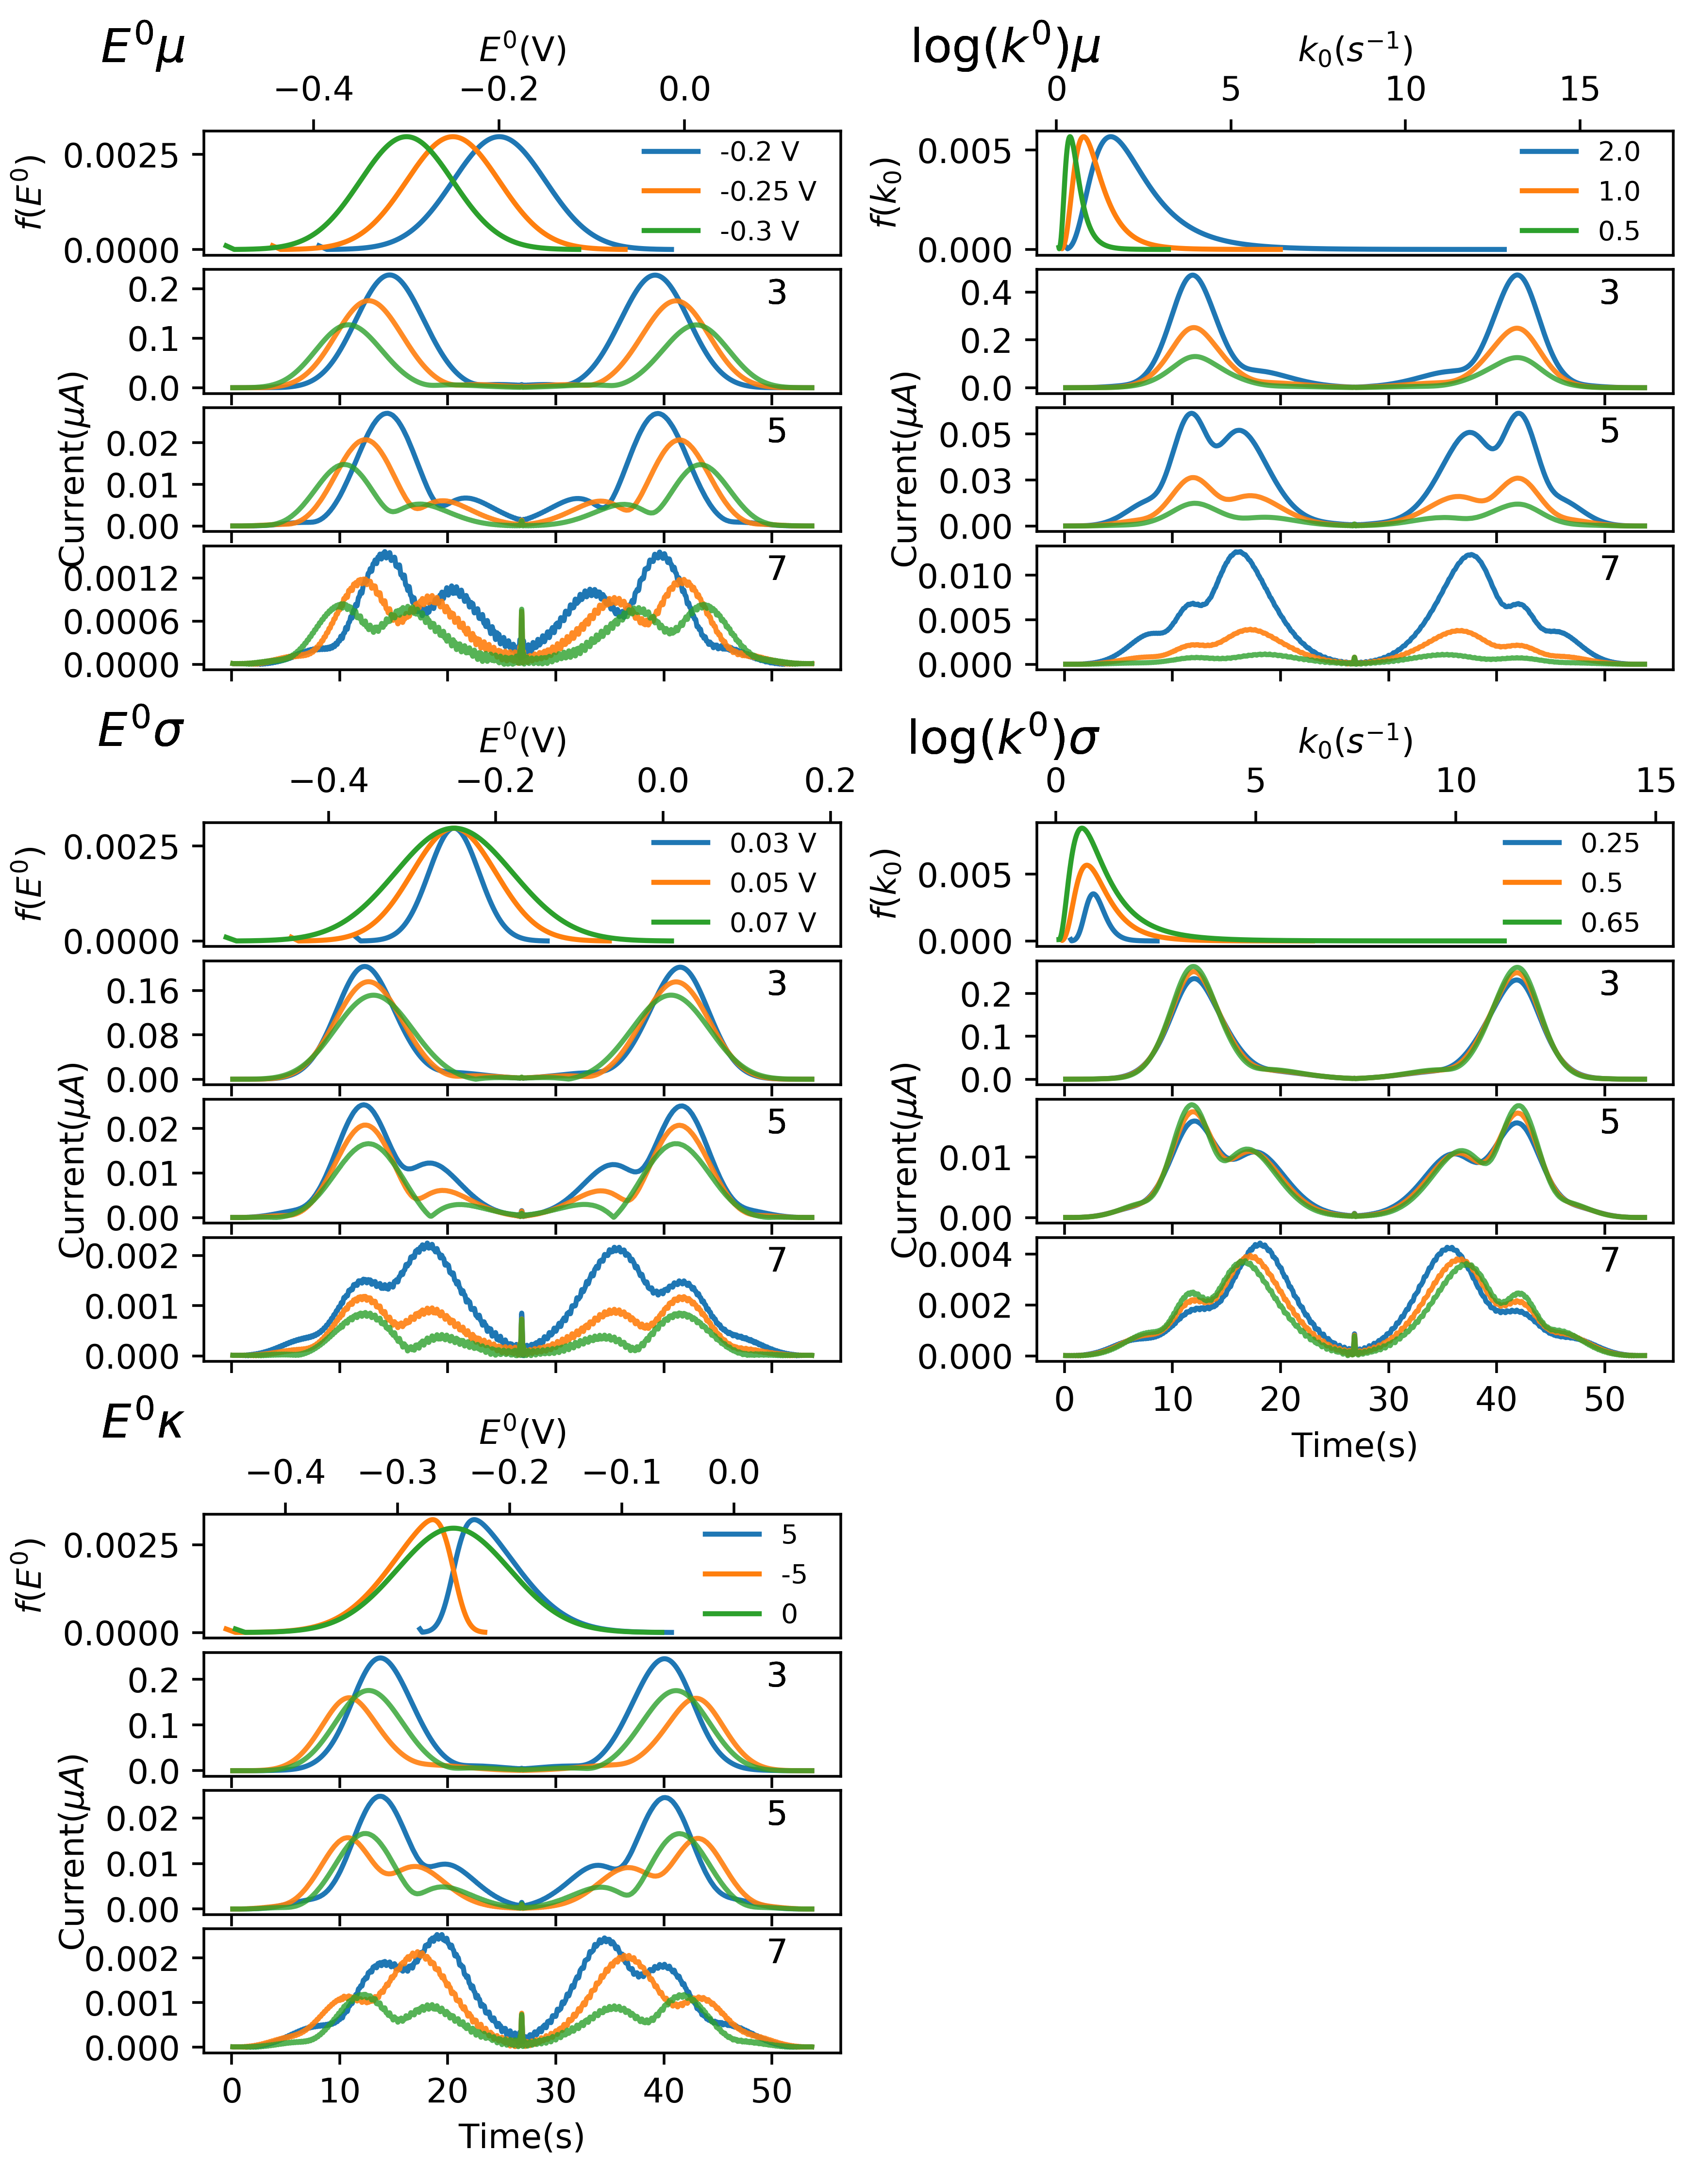 E⁰μ
E⁰(V)
−0.4 −0.2 0.0
f(E⁰)
0.0025
0.0000
-0.2 V
-0.25 V
-0.3 V
0.2
0.1
0.0
3
Current(μA)
0.02
0.01
0.00
5
0.0012
0.0006
0.0000
7
log(k⁰)μ
k₀(s⁻¹)
0 5 10 15
f(k₀)
0.005
0.000
2.0
1.0
0.5
0.4
0.2
0.0
3
Current(μA)
0.05
0.03
0.00
5
0.010
0.005
0.000
7
E⁰σ
E⁰(V)
−0.4 −0.2 0.0 0.2
f(E⁰)
0.0025
0.0000
0.03 V
0.05 V
0.07 V
0.16
0.08
0.00
3
Current(μA)
0.02
0.01
0.00
5
0.002
0.001
0.000
7
log(k⁰)σ
k₀(s⁻¹)
0 5 10 15
f(k₀)
0.005
0.000
0.25
0.5
0.65
0.2
0.1
0.0
3
Current(μA)
0.01
0.00
5
0.004
0.002
0.000
7
0 10 20 30 40 50
Time(s)
E⁰κ
E⁰(V)
−0.4 −0.3 −0.2 −0.1 0.0
f(E⁰)
0.0025
0.0000
5
-5
0
0.2
0.1
0.0
3
Current(μA)
0.02
0.01
0.00
5
0.002
0.001
0.000
7
0 10 20 30 40 50
Time(s)